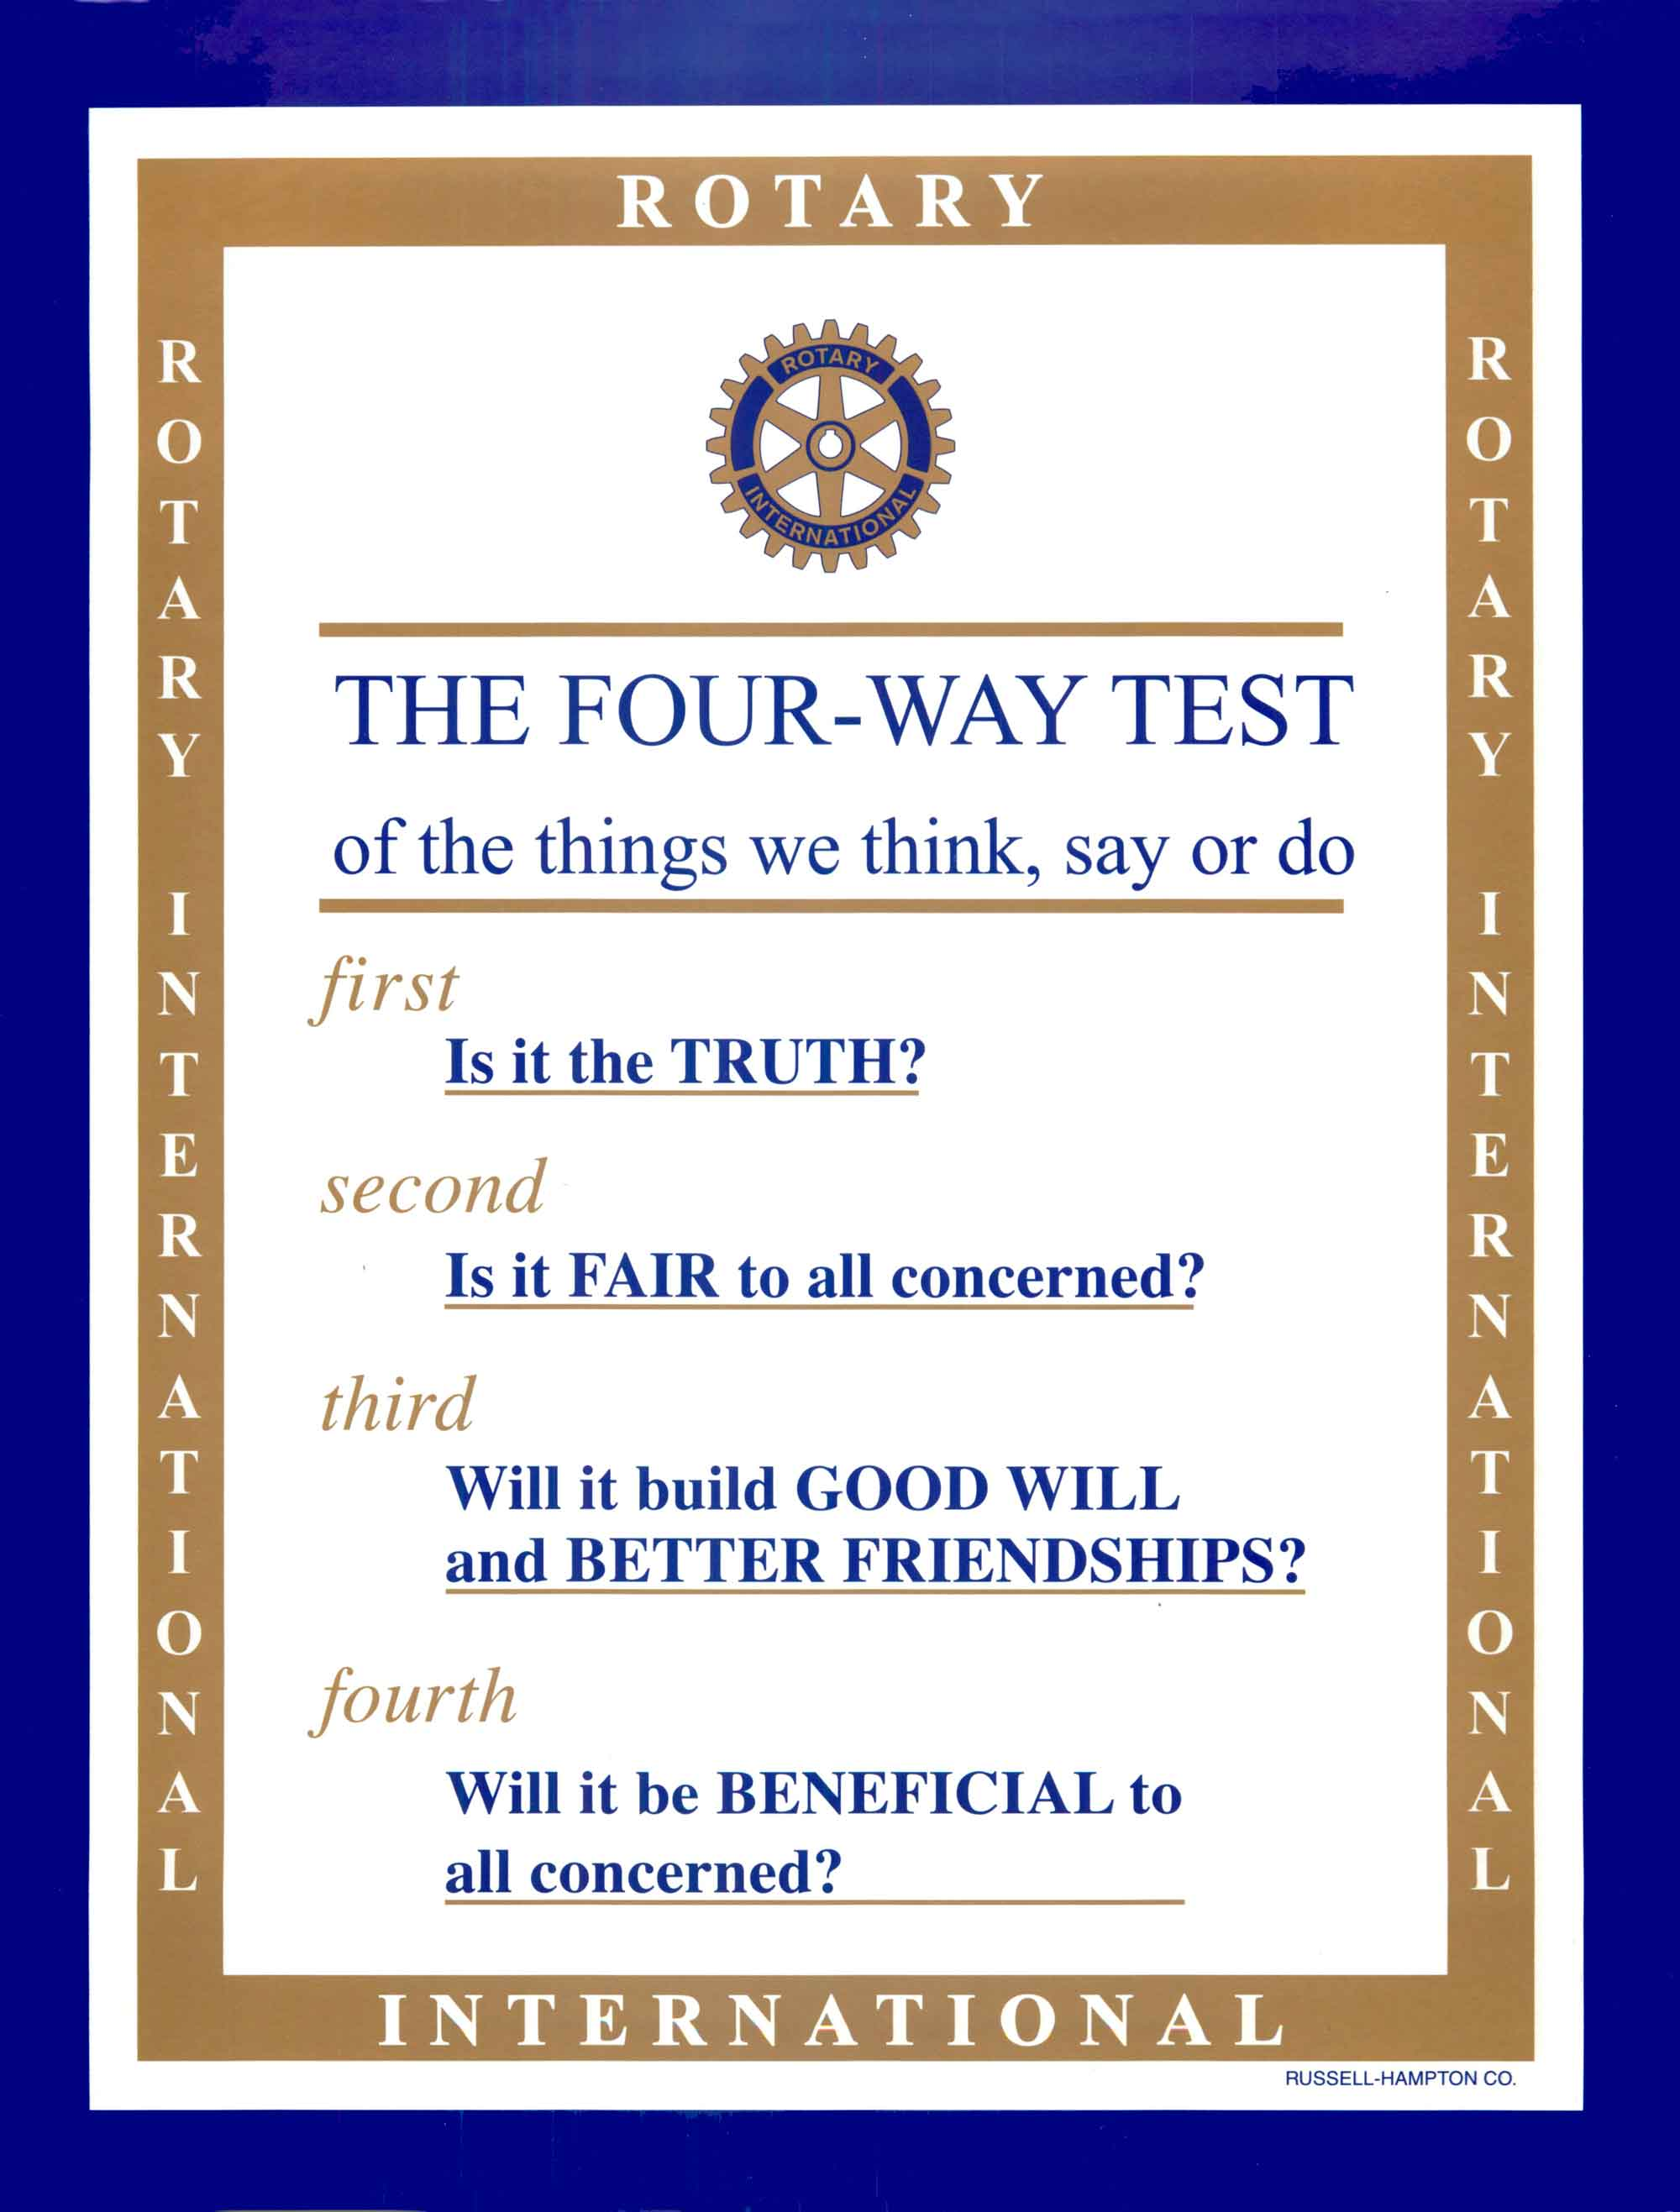 ROTARY
ROTARY
INTERNATIONAL
ROTARY INTERNATIONAL
ROTARY INTERNATIONAL
THE FOUR-WAY TEST
of the things we think, say or do
first
Is it the TRUTH?
second
Is it FAIR to all concerned?
third
Will it build GOOD WILL
and BETTER FRIENDSHIPS?
fourth
Will it be BENEFICIAL to
all concerned?
INTERNATIONAL
RUSSELL-HAMPTON CO.